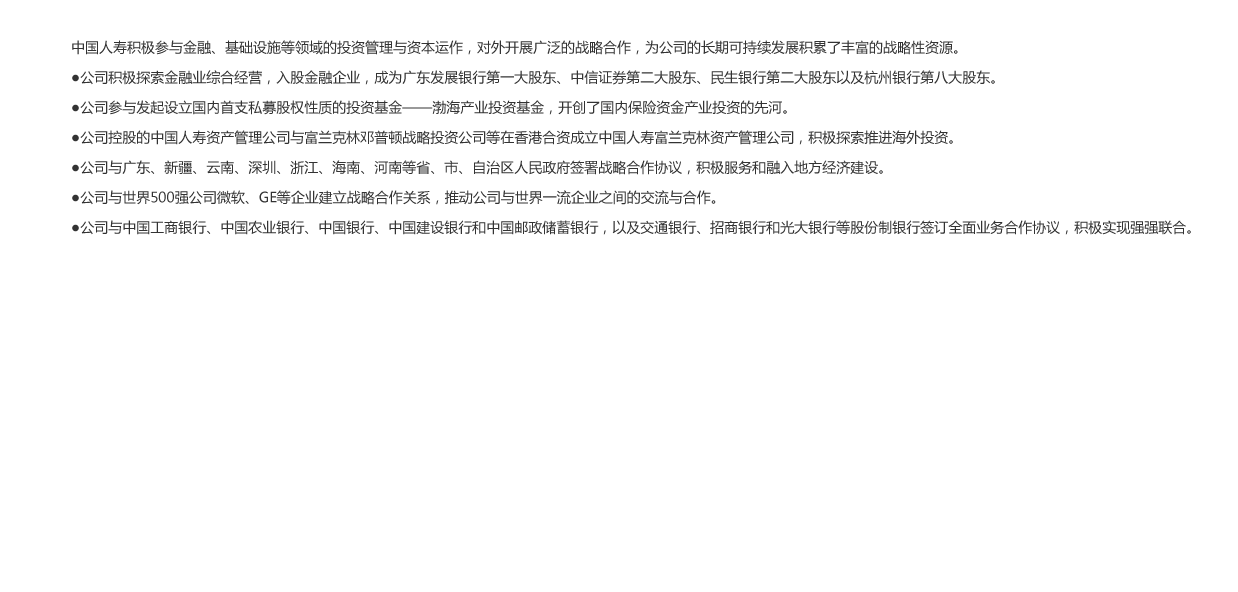 中国人寿积极参与金融、基础设施等领域的投资管理与资本运作，对外开展广泛的战略合作，为公司的长期可持续发展积累了丰富的战略性资源。
●公司积极探索金融业综合经营，入股金融企业，成为广东发展银行第一大股东、中信证券第二大股东、民生银行第二大股东以及杭州银行第八大股东。
●公司参与发起设立国内首支私募股权性质的投资基金——渤海产业投资基金，开创了国内保险资金产业投资的先河。
●公司控股的中国人寿资产管理公司与富兰克林邓普顿战略投资公司等在香港合资成立中国人寿富兰克林资产管理公司，积极探索推进海外投资。
●公司与广东、新疆、云南、深圳、浙江、海南、河南等省、市、自治区人民政府签署战略合作协议，积极服务和融入地方经济建设。
●公司与世界500强公司微软、GE等企业建立战略合作关系，推动公司与世界一流企业之间的交流与合作。
●公司与中国工商银行、中国农业银行、中国银行、中国建设银行和中国邮政储蓄银行，以及交通银行、招商银行和光大银行等股份制银行签订全面业务合作协议，积极实现强强联合。